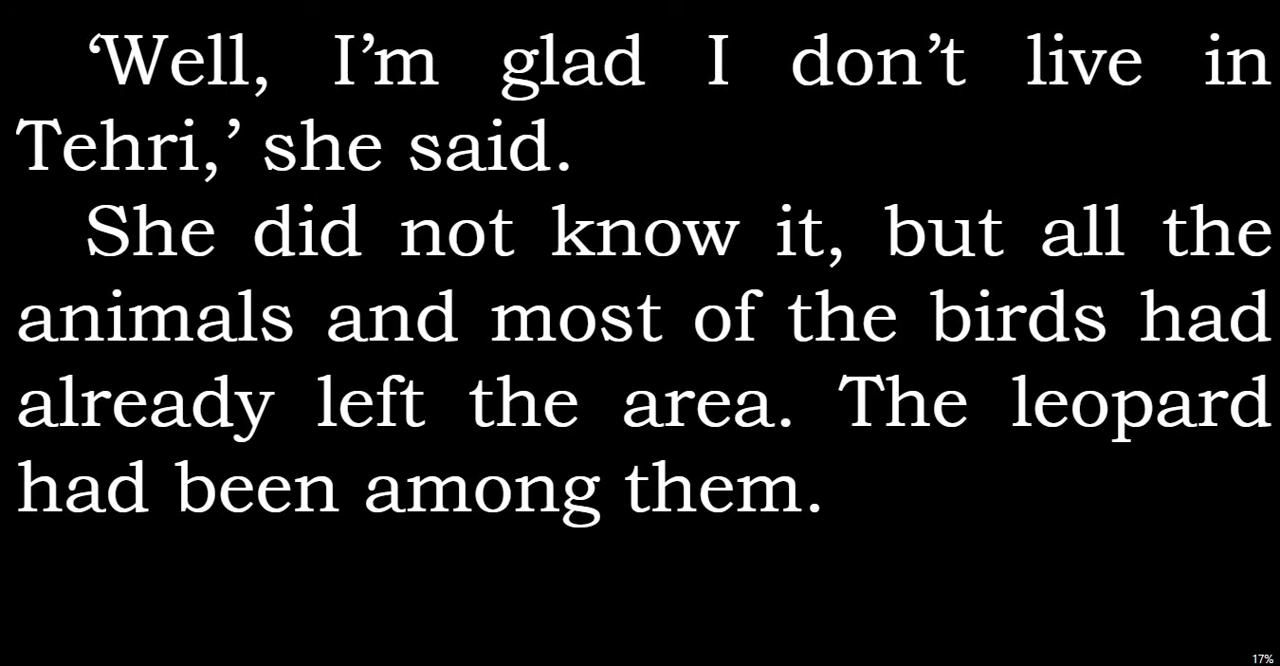 ‘Well, I’m glad I don’t live in
Tehri,’ she said.
She did not know it, but all the
animals and most of the birds had
already left the area. The leopard
had been among them.
17%